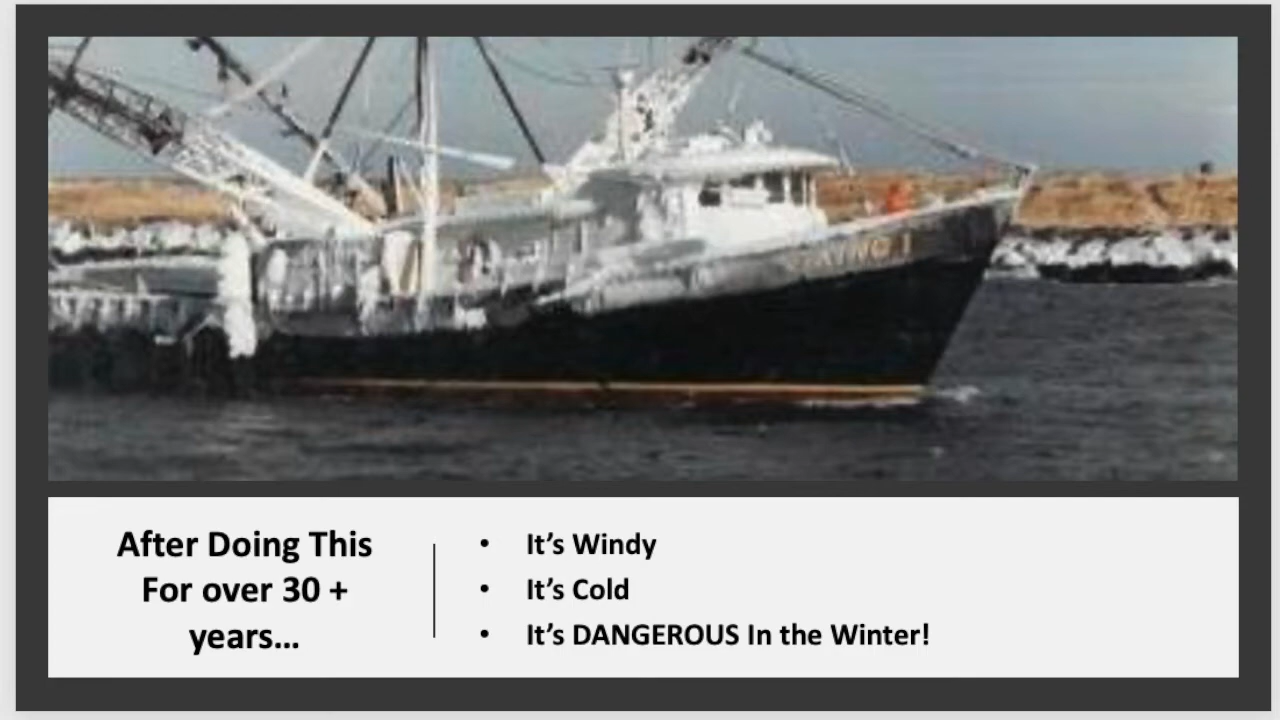 After Doing This
For over 30 +
years...
• It's Windy
• It's Cold
• It's DANGEROUS In the Winter!